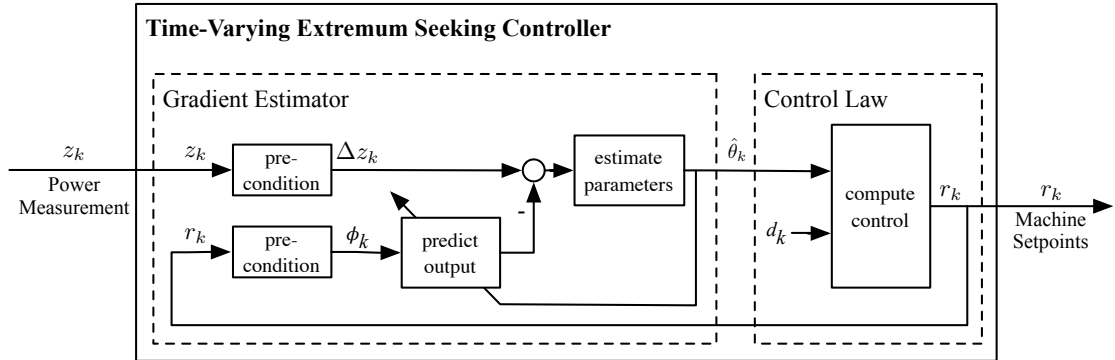 Time-Varying Extremum Seeking Controller
Gradient Estimator
Control Law
z_k
Power
Measurement
z_k
pre-
condition
Δz_k
estimate
parameters
θ̂_k
compute
control
r_k
r_k
Machine
Setpoints
r_k
pre-
condition
ϕ_k
predict
output
-
d_k